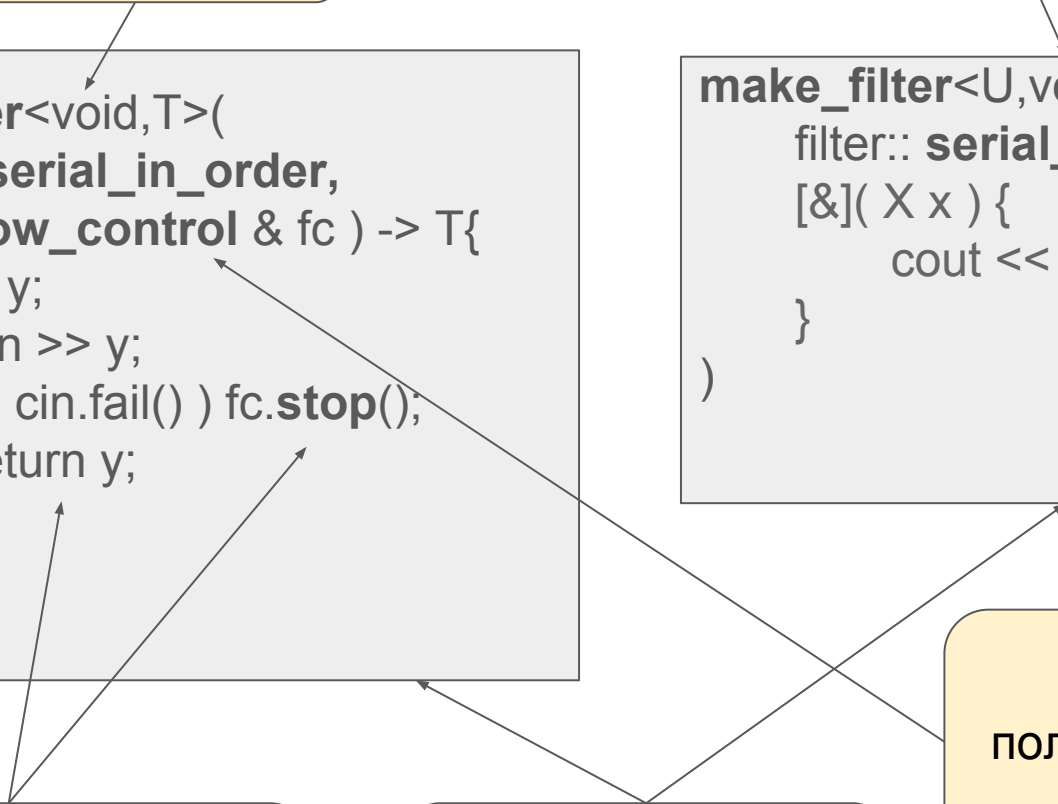 er<void,T>(
serial_in_order,
ow_control & fc ) -> T{
y;
n >> y;
cin.fail() ) fc.stop();
eturn y;
make_filter<U,vo
filter:: serial_
[&]( X x ) {
cout <<
}
)
пол